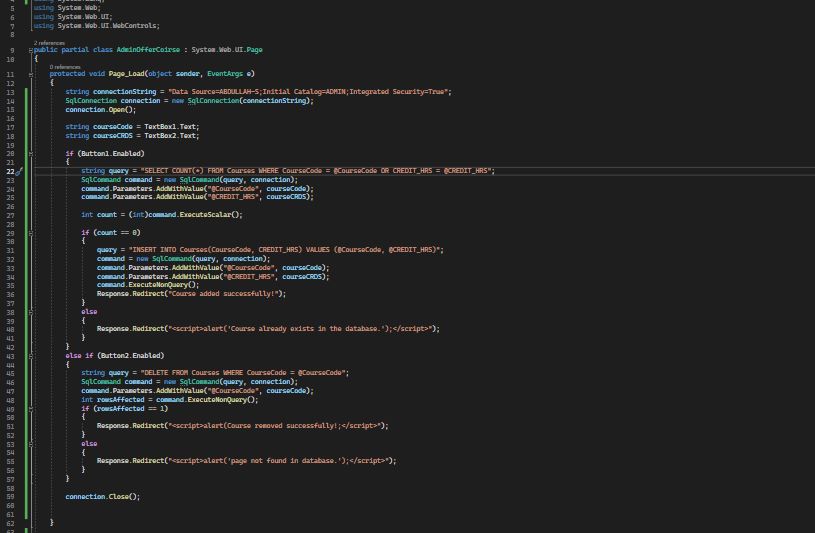 using System.Linq;
5 using System.Web;
6 using System.Web.UI;
7 using System.Web.UI.WebControls;
8
2 references
9 public partial class AdminOfferCoirse : System.Web.UI.Page
10 {
0 references
11 protected void Page_Load(object sender, EventArgs e)
12 {
13 string connectionString = "Data Source=ABDULLAH-S;Initial Catalog=ADMIN;Integrated Security=True";
14 SqlConnection connection = new SqlConnection(connectionString);
15 connection.Open();
16
17 string courseCode = TextBox1.Text;
18 string courseCRDS = TextBox2.Text;
19
20 if (Button1.Enabled)
21 {
22 string query = "SELECT COUNT(*) FROM Courses WHERE CourseCode = @CourseCode OR CREDIT_HRS = @CREDIT_HRS";
23 SqlCommand command = new SqlCommand(query, connection);
24 command.Parameters.AddWithValue("@CourseCode", courseCode);
25 command.Parameters.AddWithValue("@CREDIT_HRS", courseCRDS);
26
27 int count = (int)command.ExecuteScalar();
28
29 if (count == 0)
30 {
31 query = "INSERT INTO Courses(CourseCode, CREDIT_HRS) VALUES (@CourseCode, @CREDIT_HRS)";
32 command = new SqlCommand(query, connection);
33 command.Parameters.AddWithValue("@CourseCode", courseCode);
34 command.Parameters.AddWithValue("@CREDIT_HRS", courseCRDS);
35 command.ExecuteNonQuery();
36 Response.Redirect("Course added successfully!");
37 }
38 else
39 {
40 Response.Redirect("<script>alert('Course already exists in the database.');</script>");
41 }
42 }
43 else if (Button2.Enabled)
44 {
45 string query = "DELETE FROM Courses WHERE CourseCode = @CourseCode";
46 SqlCommand command = new SqlCommand(query, connection);
47 command.Parameters.AddWithValue("@CourseCode", courseCode);
48 int rowsAffected = command.ExecuteNonQuery();
49 if (rowsAffected == 1)
50 {
51 Response.Redirect("<script>alert(Course removed successfully!;</script>");
52 }
53 else
54 {
55 Response.Redirect("<script>alert('page not found in database.');</script>");
56 }
57 }
58
59 connection.Close();
60
61
62 }